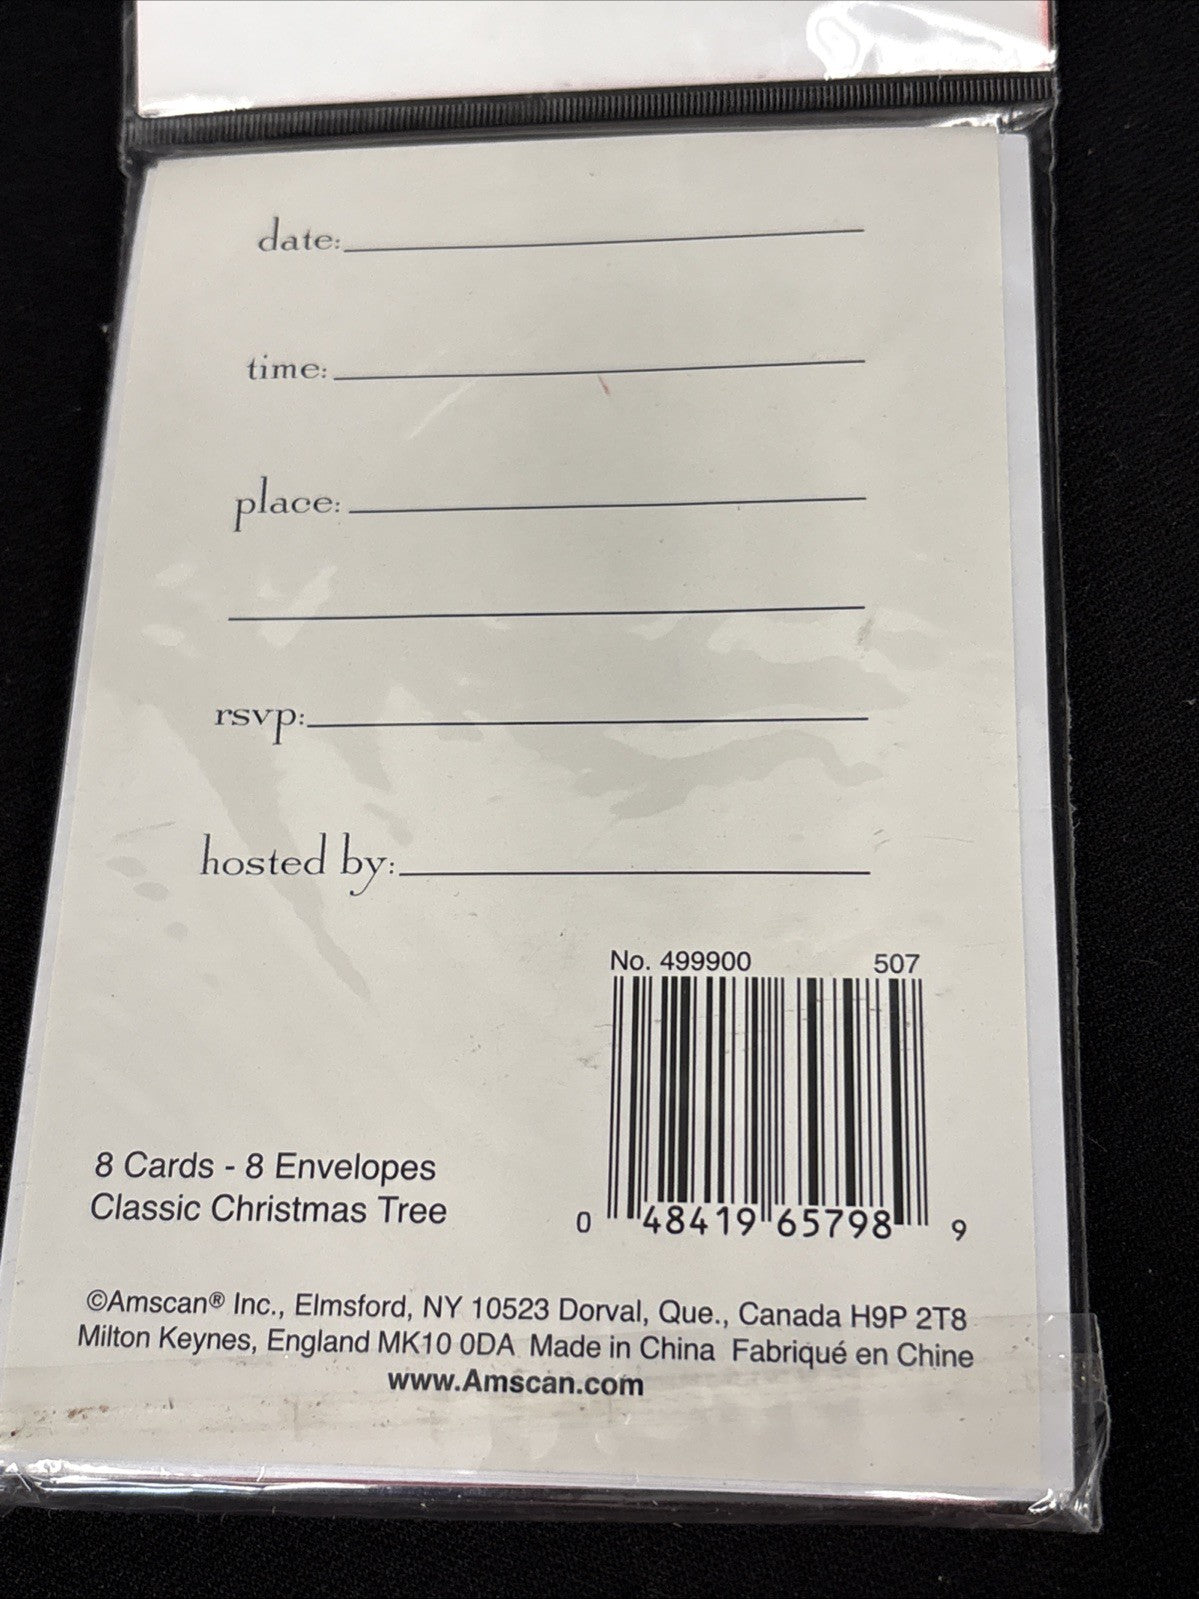 date:
time:
place:
rsvp:
hosted by:
No. 499900 507
0 48419 65798 9
8 Cards - 8 Envelopes
Classic Christmas Tree
©Amscan® Inc., Elmsford, NY 10523 Dorval, Que., Canada H9P 2T8
Milton Keynes, England MK10 0DA Made in China Fabriqué en Chine
www.Amscan.com